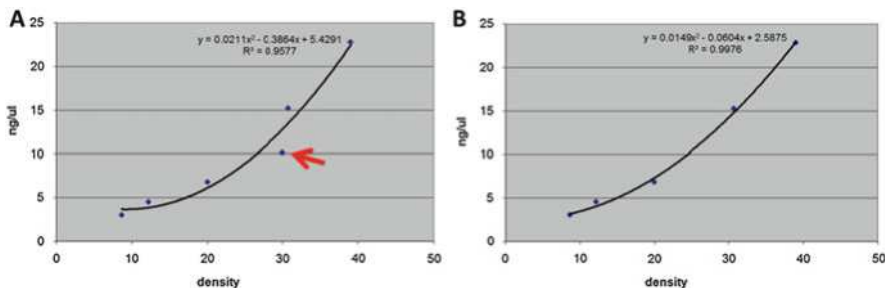 A
y = 0.0211x² - 0.3864x + 5.4291
R² = 0.9577
25
20
15
10
5
0
ng/ul
0 10 20 30 40 50
density
B
y = 0.0149x² - 0.0604x + 2.5875
R² = 0.9976
25
20
15
10
5
0
ng/ul
0 10 20 30 40 50
density